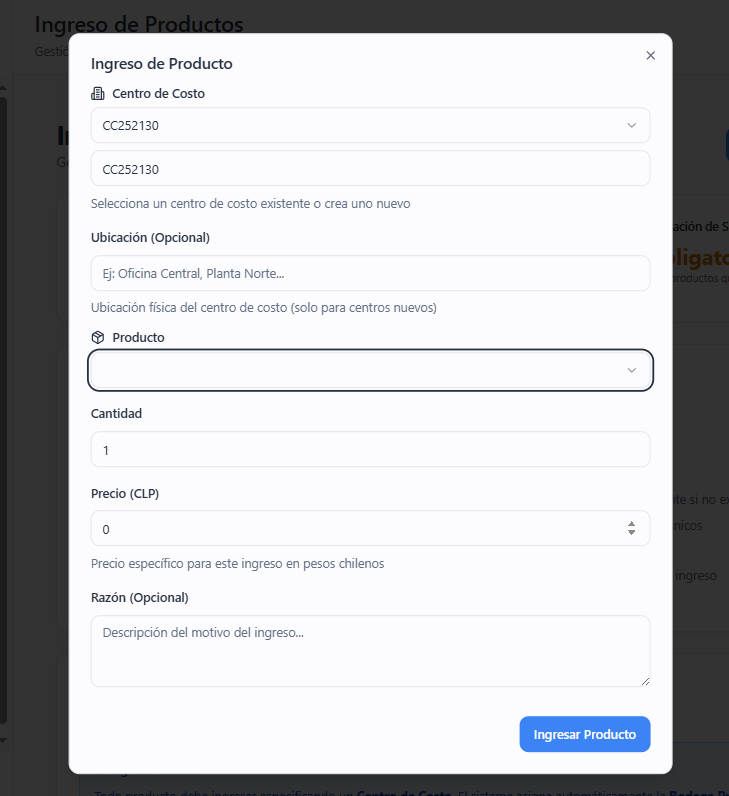 Ingreso de Productos
Ingreso de Producto
Centro de Costo
CC252130
CC252130
Selecciona un centro de costo existente o crea uno nuevo
Ubicación (Opcional)
Ej: Oficina Central, Planta Norte...
Ubicación física del centro de costo (solo para centros nuevos)
Producto
Cantidad
1
Precio (CLP)
0
Precio específico para este ingreso en pesos chilenos
Razón (Opcional)
Descripción del motivo del ingreso...
Ingresar Producto
ingreso